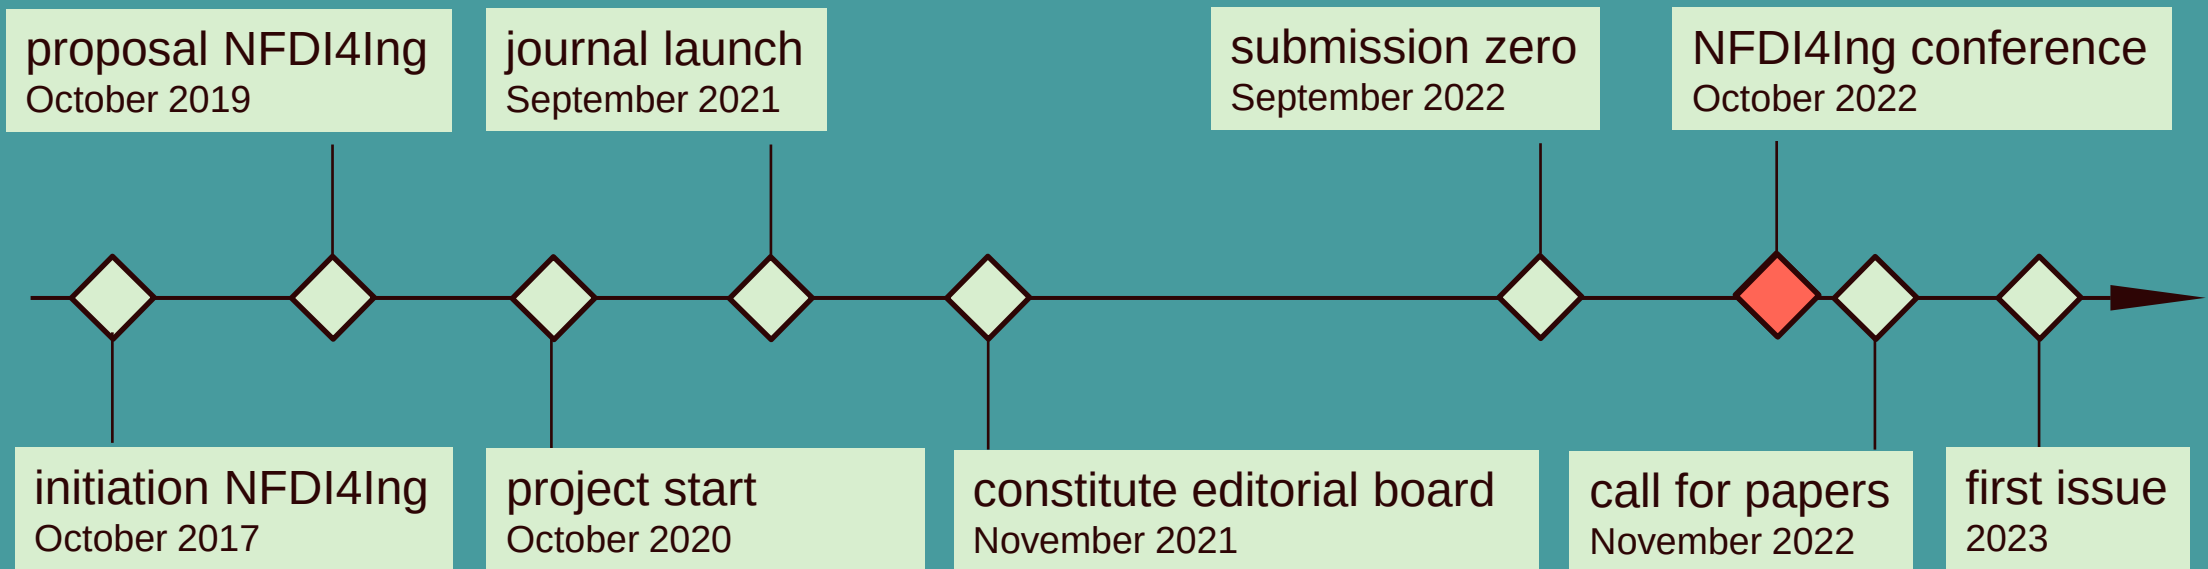 proposal NFDI4Ing
October 2019
journal launch
September 2021
submission zero
September 2022
NFDI4Ing conference
October 2022
initiation NFDI4Ing
October 2017
project start
October 2020
constitute editorial board
November 2021
call for papers
November 2022
first issue
2023